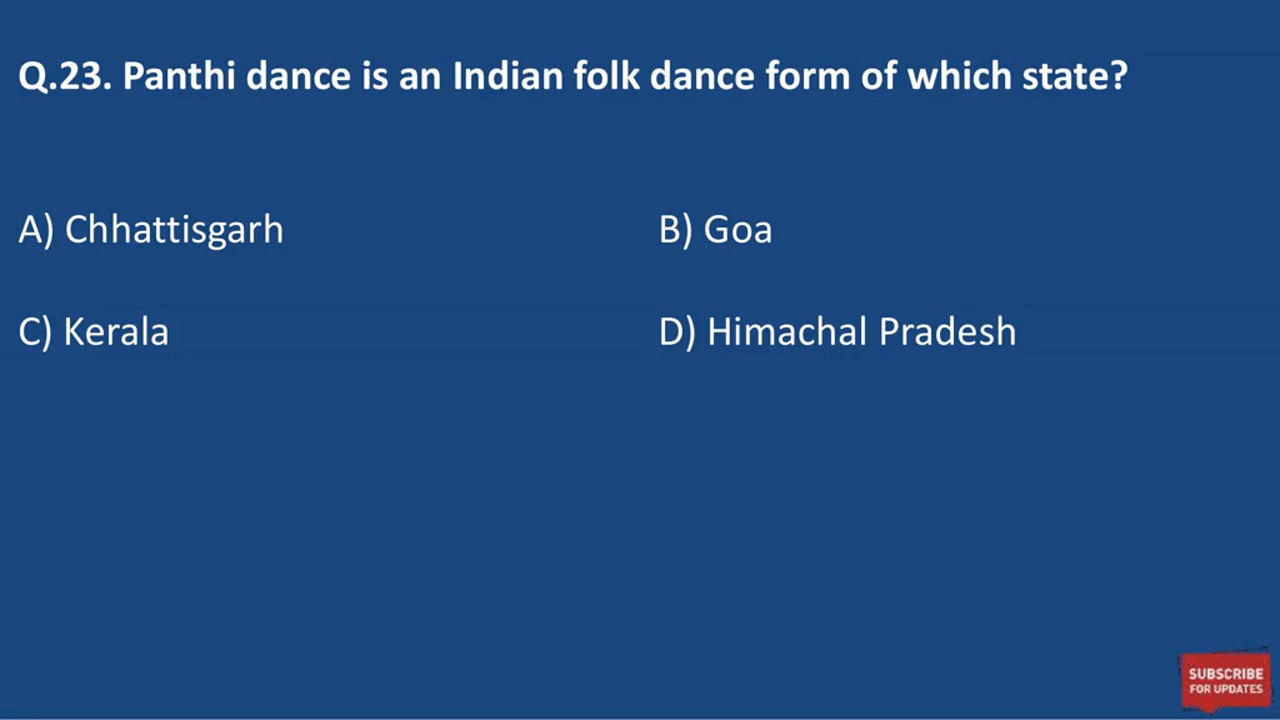 Q.23. Panthi dance is an Indian folk dance form of which state?
A) Chhattisgarh
B) Goa
C) Kerala
D) Himachal Pradesh
SUBSCRIBE
FOR UPDATES